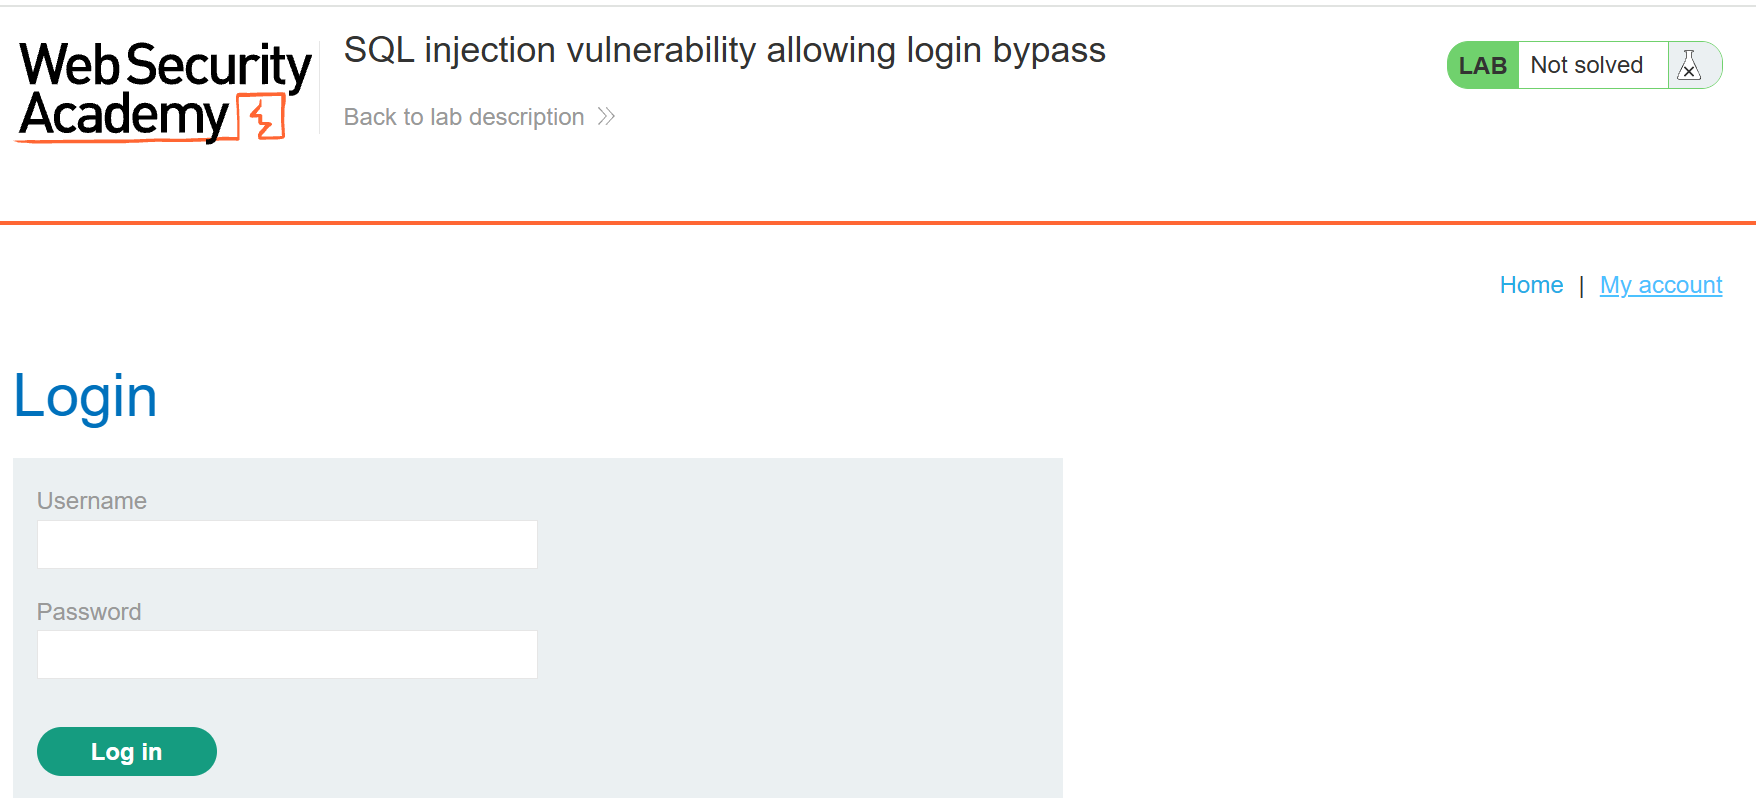 Web Security
Academy
SQL injection vulnerability allowing login bypass
Back to lab description
LAB Not solved
Home | My account
Login
Username
Password
Log in